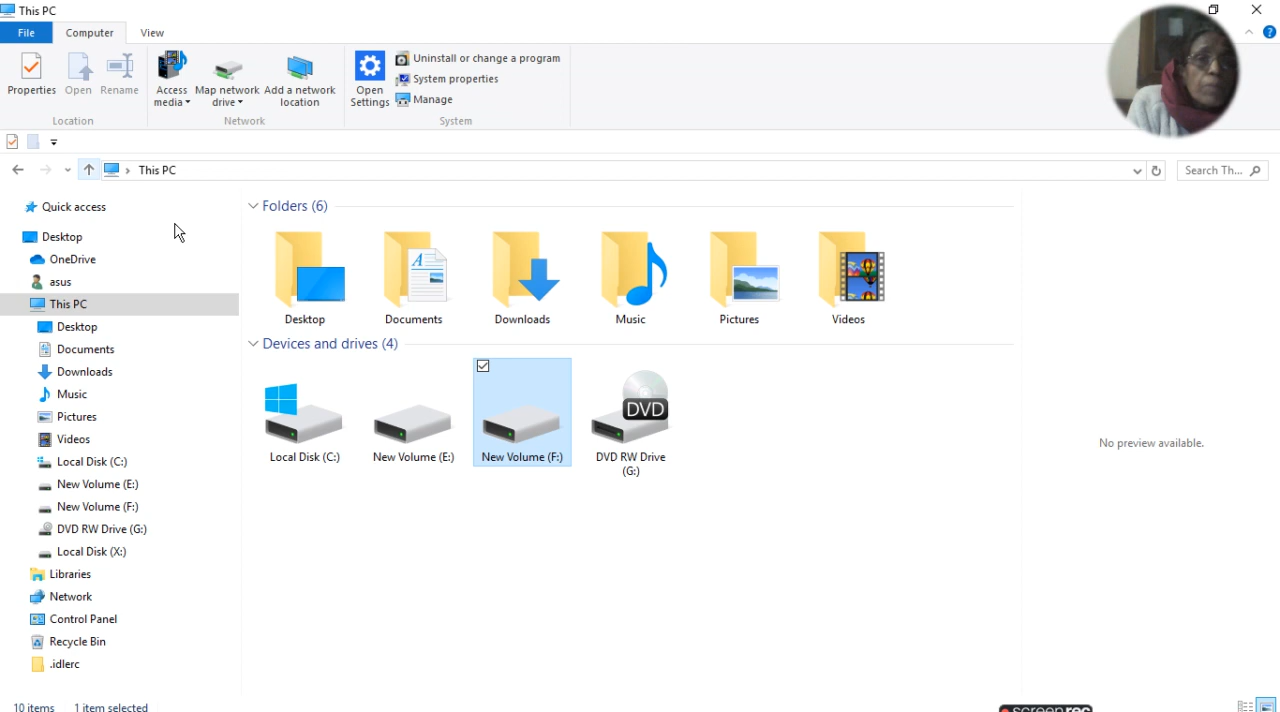 This PC
File Computer View
Properties Open Rename Access media Map network drive Add a network location Open Settings Uninstall or change a program
System properties
Manage
Location Network System
This PC
Search Th...
Quick access
Desktop
OneDrive
asus
This PC
Desktop
Documents
Downloads
Music
Pictures
Videos
Local Disk (C:)
New Volume (E:)
New Volume (F:)
DVD RW Drive (G:)
Local Disk (X:)
Libraries
Network
Control Panel
Recycle Bin
.idlerc
Folders (6)
Desktop Documents Downloads Music Pictures Videos
Devices and drives (4)
DVD
Local Disk (C:) New Volume (E:) New Volume (F:) DVD RW Drive (G:)
No preview available.
10 items 1 item selected
screenrec